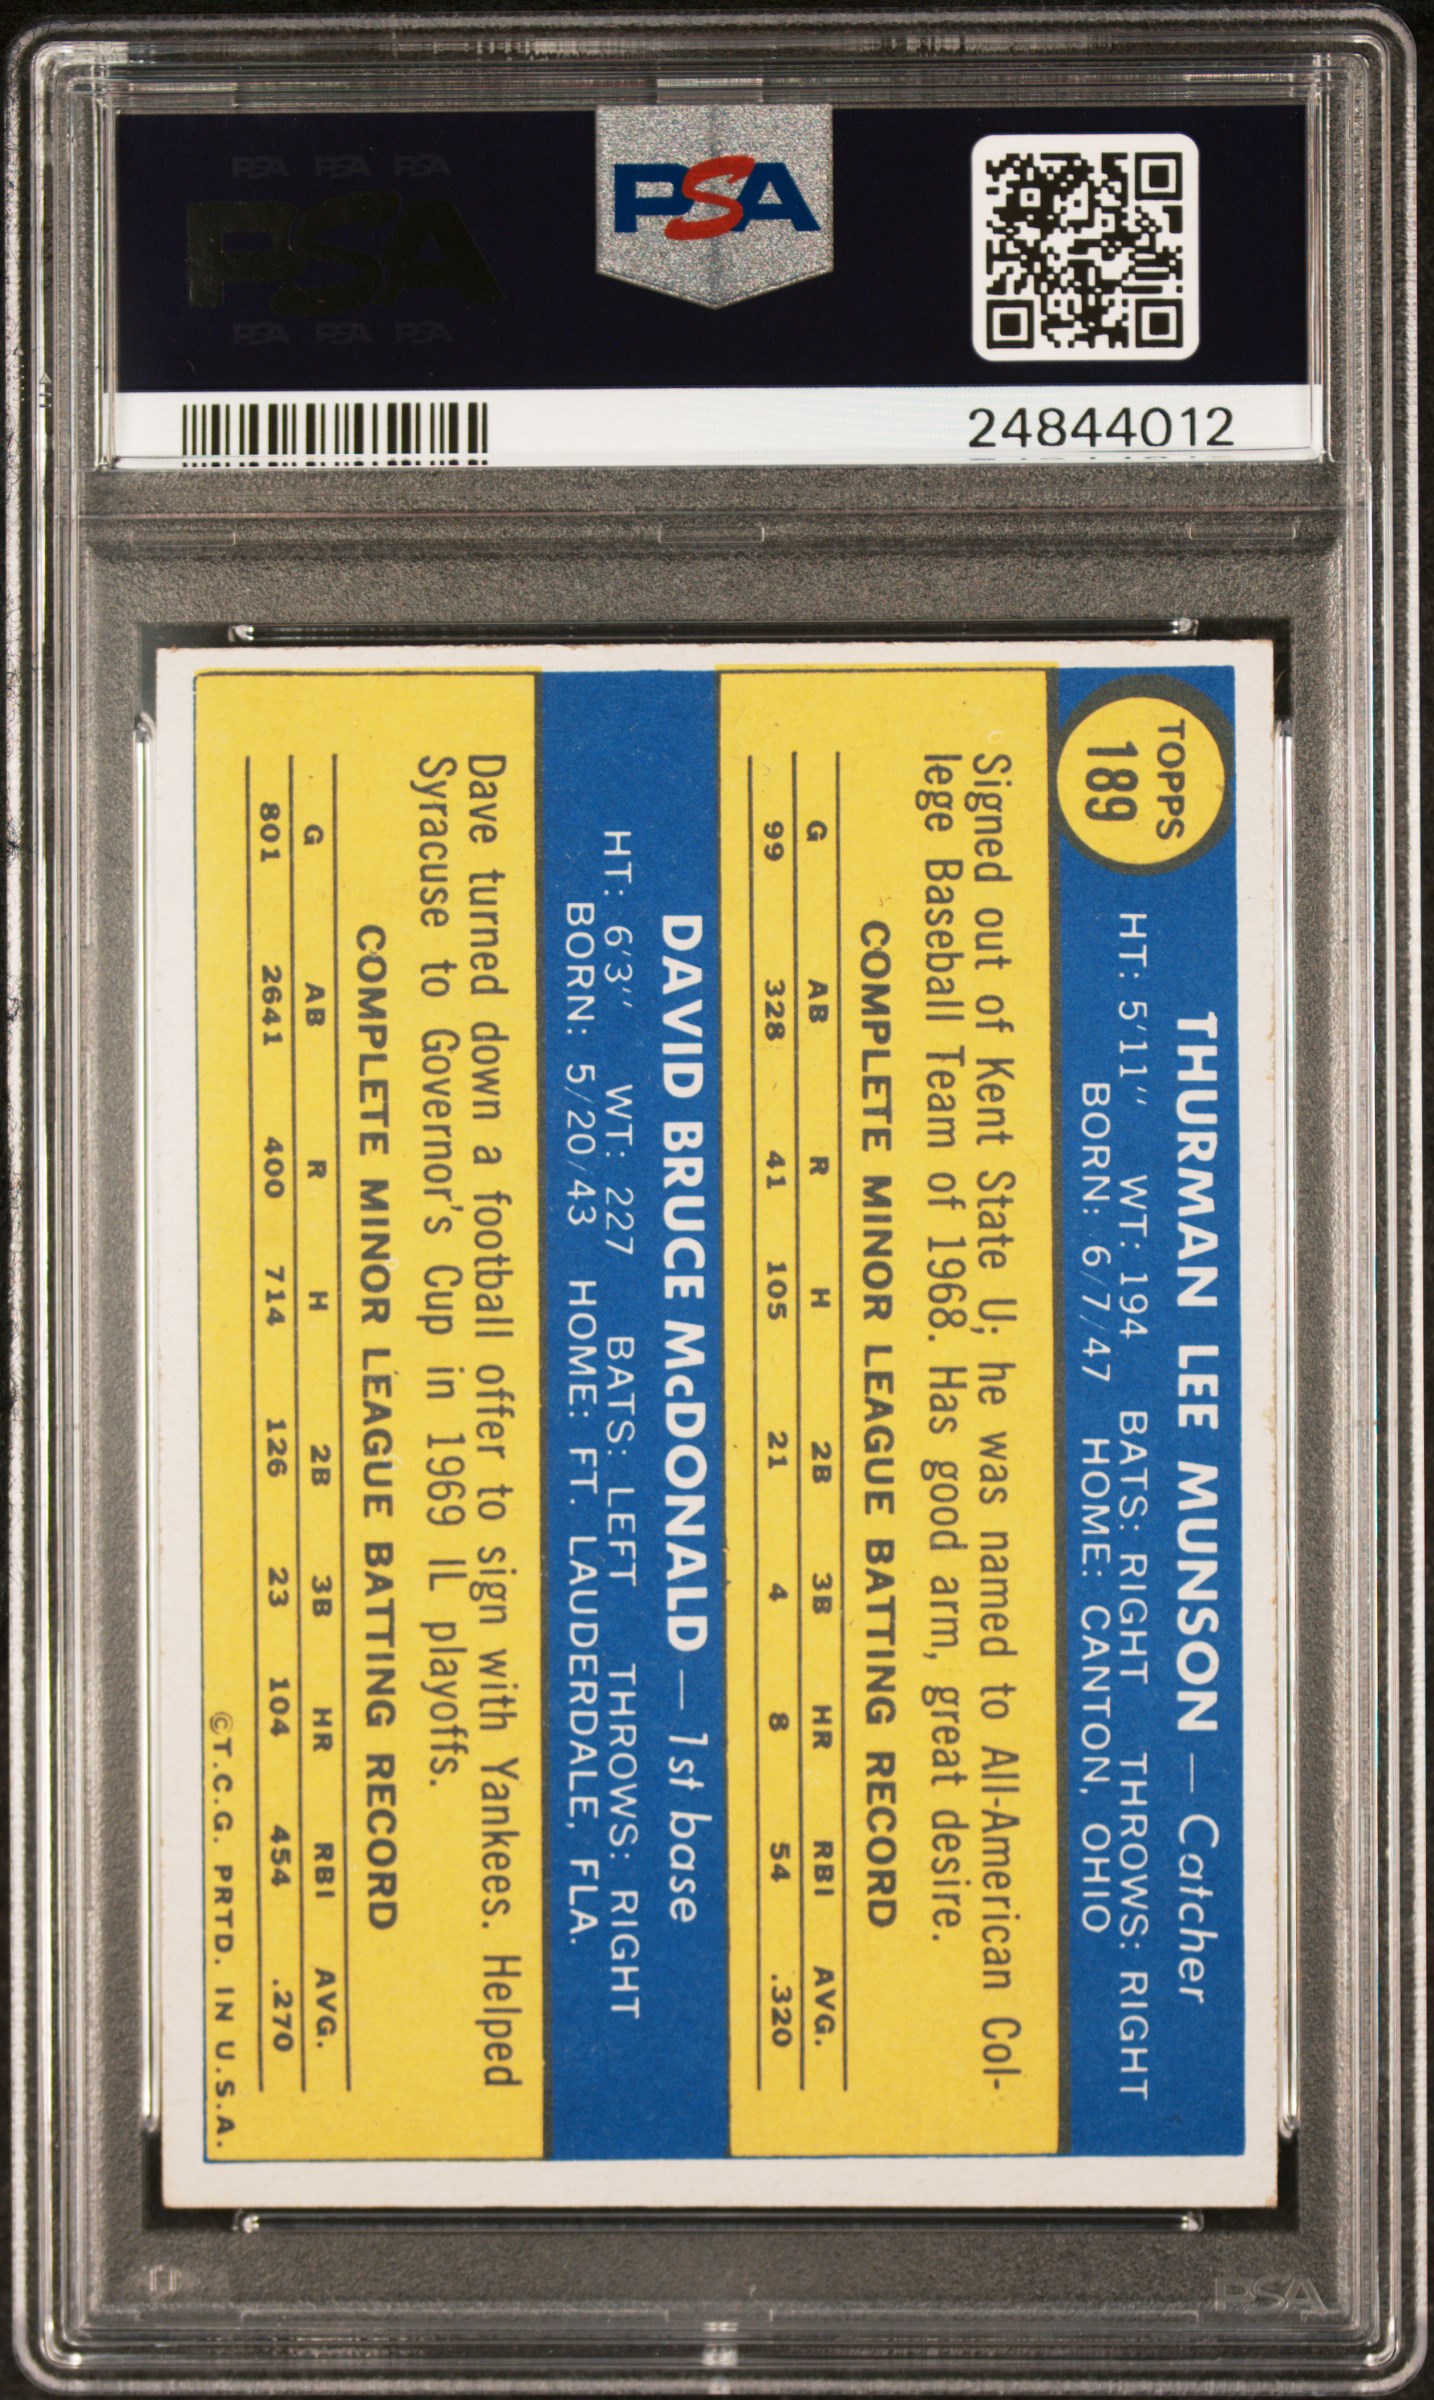 PSA PSA PSA
PSA
PSA PSA PSA
PSA
24844012
TOPPS
189
THURMAN LEE MUNSON — Catcher
HT: 5'11" WT: 194 BATS: RIGHT THROWS: RIGHT
BORN: 6/7/47 HOME: CANTON, OHIO
Signed out of Kent State U, he was named to All-American Col-
lege Baseball Team of 1968. Has good arm, great desire.
COMPLETE MINOR LEAGUE BATTING RECORD
G AB R H 2B 3B HR RBI AVG.
99 328 41 105 21 4 8 54 .320
DAVID BRUCE McDONALD — 1st base
HT: 6'3" WT: 227 BATS: LEFT THROWS: RIGHT
BORN: 5/20/43 HOME: FT. LAUDERDALE, FLA.
Dave turned down a football offer to sign with Yankees. Helped
Syracuse to Governor's Cup in 1969 IL playoffs.
COMPLETE MINOR LEAGUE BATTING RECORD
G AB R H 2B 3B HR RBI AVG.
801 2641 400 714 126 23 104 454 .270
©T.C.G. PRTD. IN U.S.A.
PSA